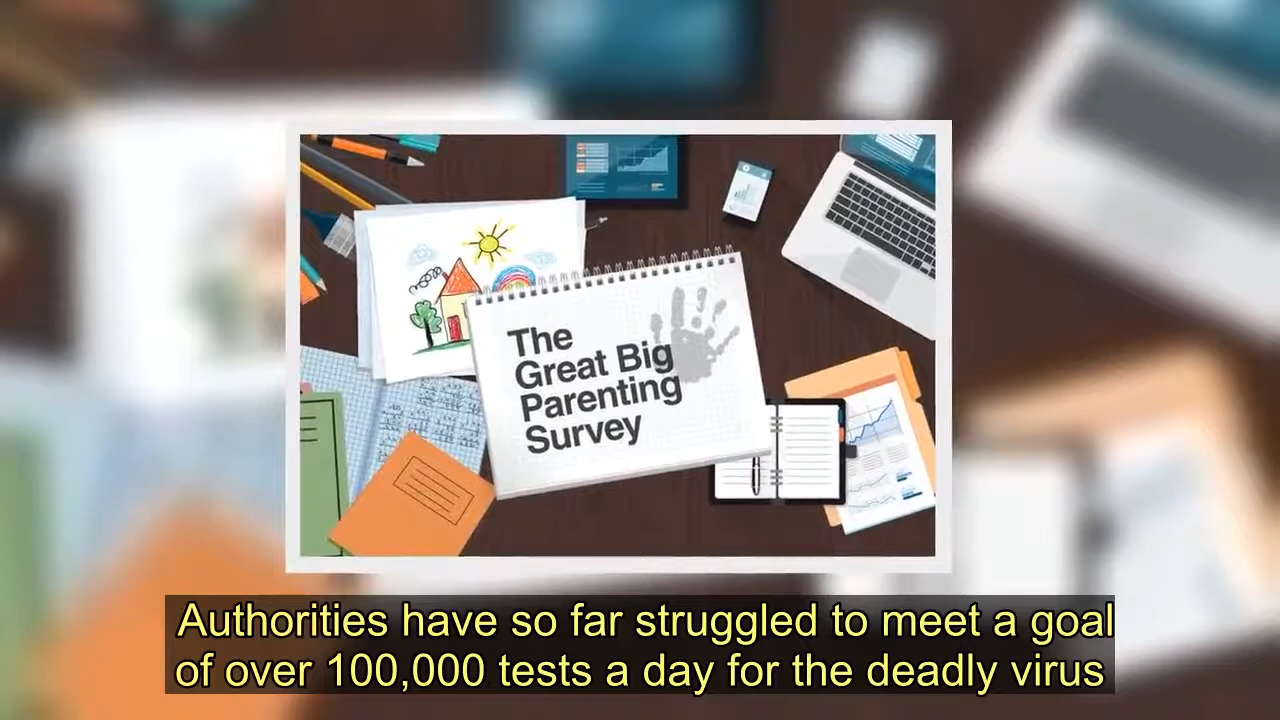 The
Great Big
Parenting
Survey
Authorities have so far struggled to meet a goal
of over 100,000 tests a day for the deadly virus